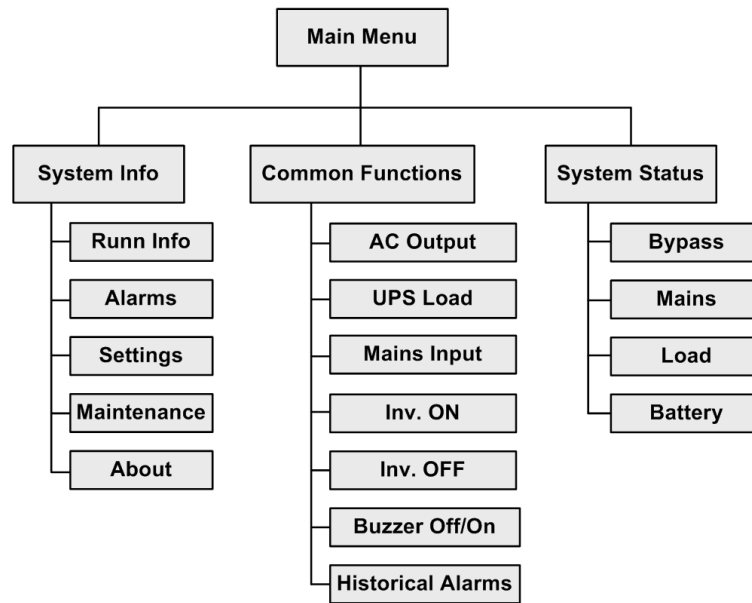 Main Menu
System Info
Runn Info
Alarms
Settings
Maintenance
About
Common Functions
AC Output
UPS Load
Mains Input
Inv. ON
Inv. OFF
Buzzer Off/On
Historical Alarms
System Status
Bypass
Mains
Load
Battery